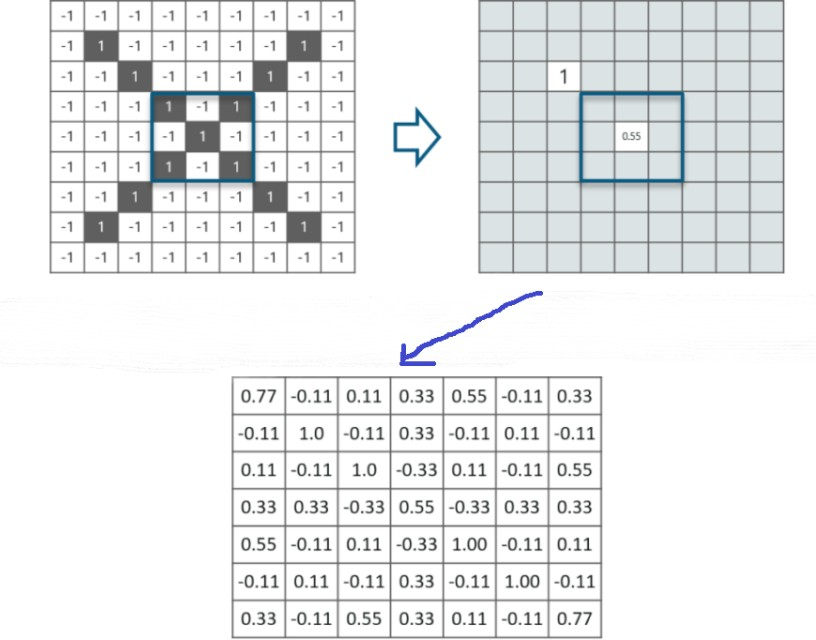 -1 -1 -1 -1 -1 -1 -1 -1 -1
-1 1 -1 -1 -1 -1 -1 1 -1
-1 -1 1 -1 -1 -1 1 -1 -1
-1 -1 -1 1 -1 1 -1 -1 -1
-1 -1 -1 -1 1 -1 -1 -1 -1
-1 -1 -1 1 -1 1 -1 -1 -1
-1 -1 1 -1 -1 -1 1 -1 -1
-1 1 -1 -1 -1 -1 -1 1 -1
-1 -1 -1 -1 -1 -1 -1 -1 -1
1
0.55
0.77 -0.11 0.11 0.33 0.55 -0.11 0.33
-0.11 1.0 -0.11 0.33 -0.11 0.11 -0.11
0.11 -0.11 1.0 -0.33 0.11 -0.11 0.55
0.33 0.33 -0.33 0.55 -0.33 0.33 0.33
0.55 -0.11 0.11 -0.33 1.00 -0.11 0.11
-0.11 0.11 -0.11 0.33 -0.11 1.00 -0.11
0.33 -0.11 0.55 0.33 0.11 -0.11 0.77